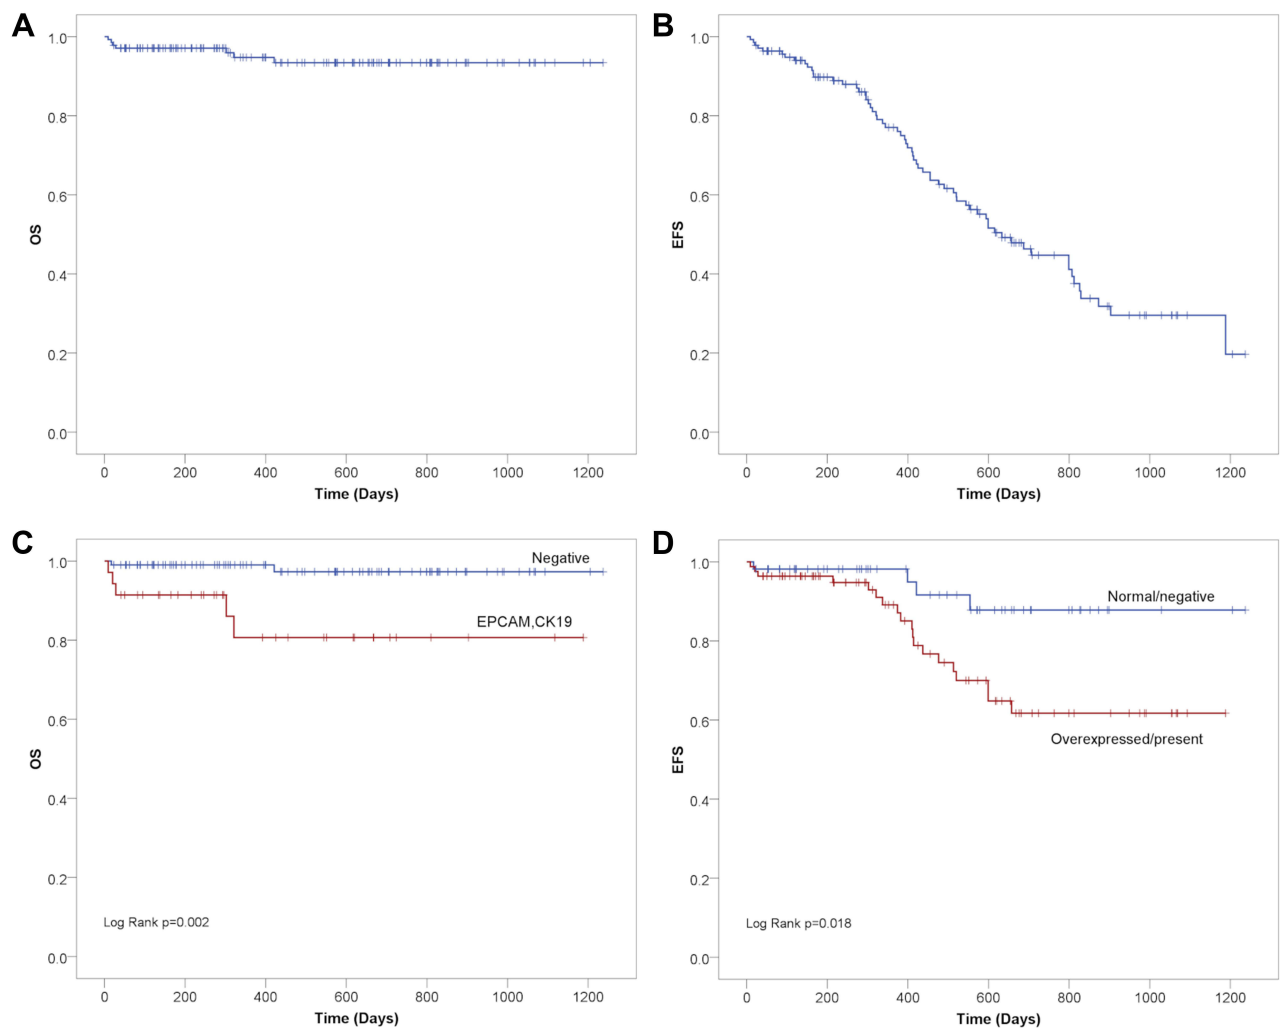 A
1.0
0.8
0.6
0.4
0.2
0.0
OS
0 200 400 600 800 1000 1200
Time (Days)
B
1.0
0.8
0.6
0.4
0.2
0.0
EFS
0 200 400 600 800 1000 1200
Time (Days)
C
1.0
0.8
0.6
0.4
0.2
0.0
OS
Negative
EPCAM,CK19
Log Rank p=0.002
0 200 400 600 800 1000 1200
Time (Days)
D
1.0
0.8
0.6
0.4
0.2
0.0
EFS
Normal/negative
Overexpressed/present
Log Rank p=0.018
0 200 400 600 800 1000 1200
Time (Days)